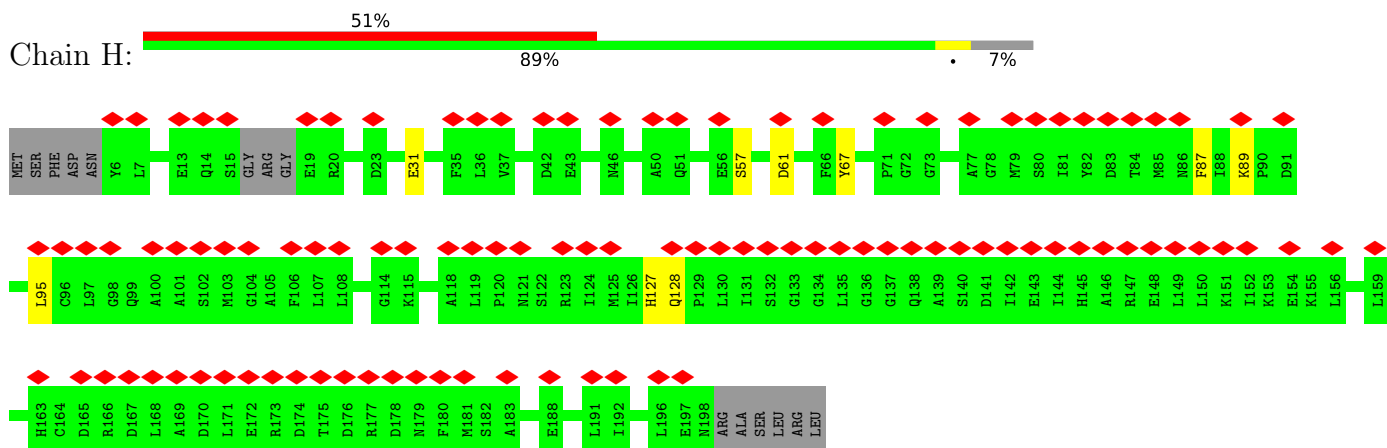 51%
Chain H:
89% • 7%
MET SER PHE ASP ASN Y6 L7 E13 Q14 S15 GLY ARG GLY E19 R20 D23 E31 F35 L36 V37 D42 E43 N46 A50 Q51 E56 S57 D61 F66 Y67 P71 G72 G73 A77 G78 M79 S80 I81 Y82 D83 T84 M85 N86 F87 I88 K89 P90 D91
L95 C96 L97 G98 Q99 A100 A101 S102 M103 G104 A105 F106 L107 L108 G114 K115 A118 L119 P120 N121 S122 R123 I124 M125 I126 H127 Q128 P129 L130 I131 S132 G133 G134 L135 G136 G137 Q138 A139 S140 D141 I142 E143 I144 H145 A146 R147 E148 L149 L150 K151 I152 K153 E154 K155 L156 L159
H163 C164 D165 R166 D167 L168 A169 D170 L171 E172 R173 D174 T175 D176 R177 D178 N179 F180 M181 S182 A183 E188 L191 I192 L196 E197 N198 ARG ALA SER LEU ARG LEU